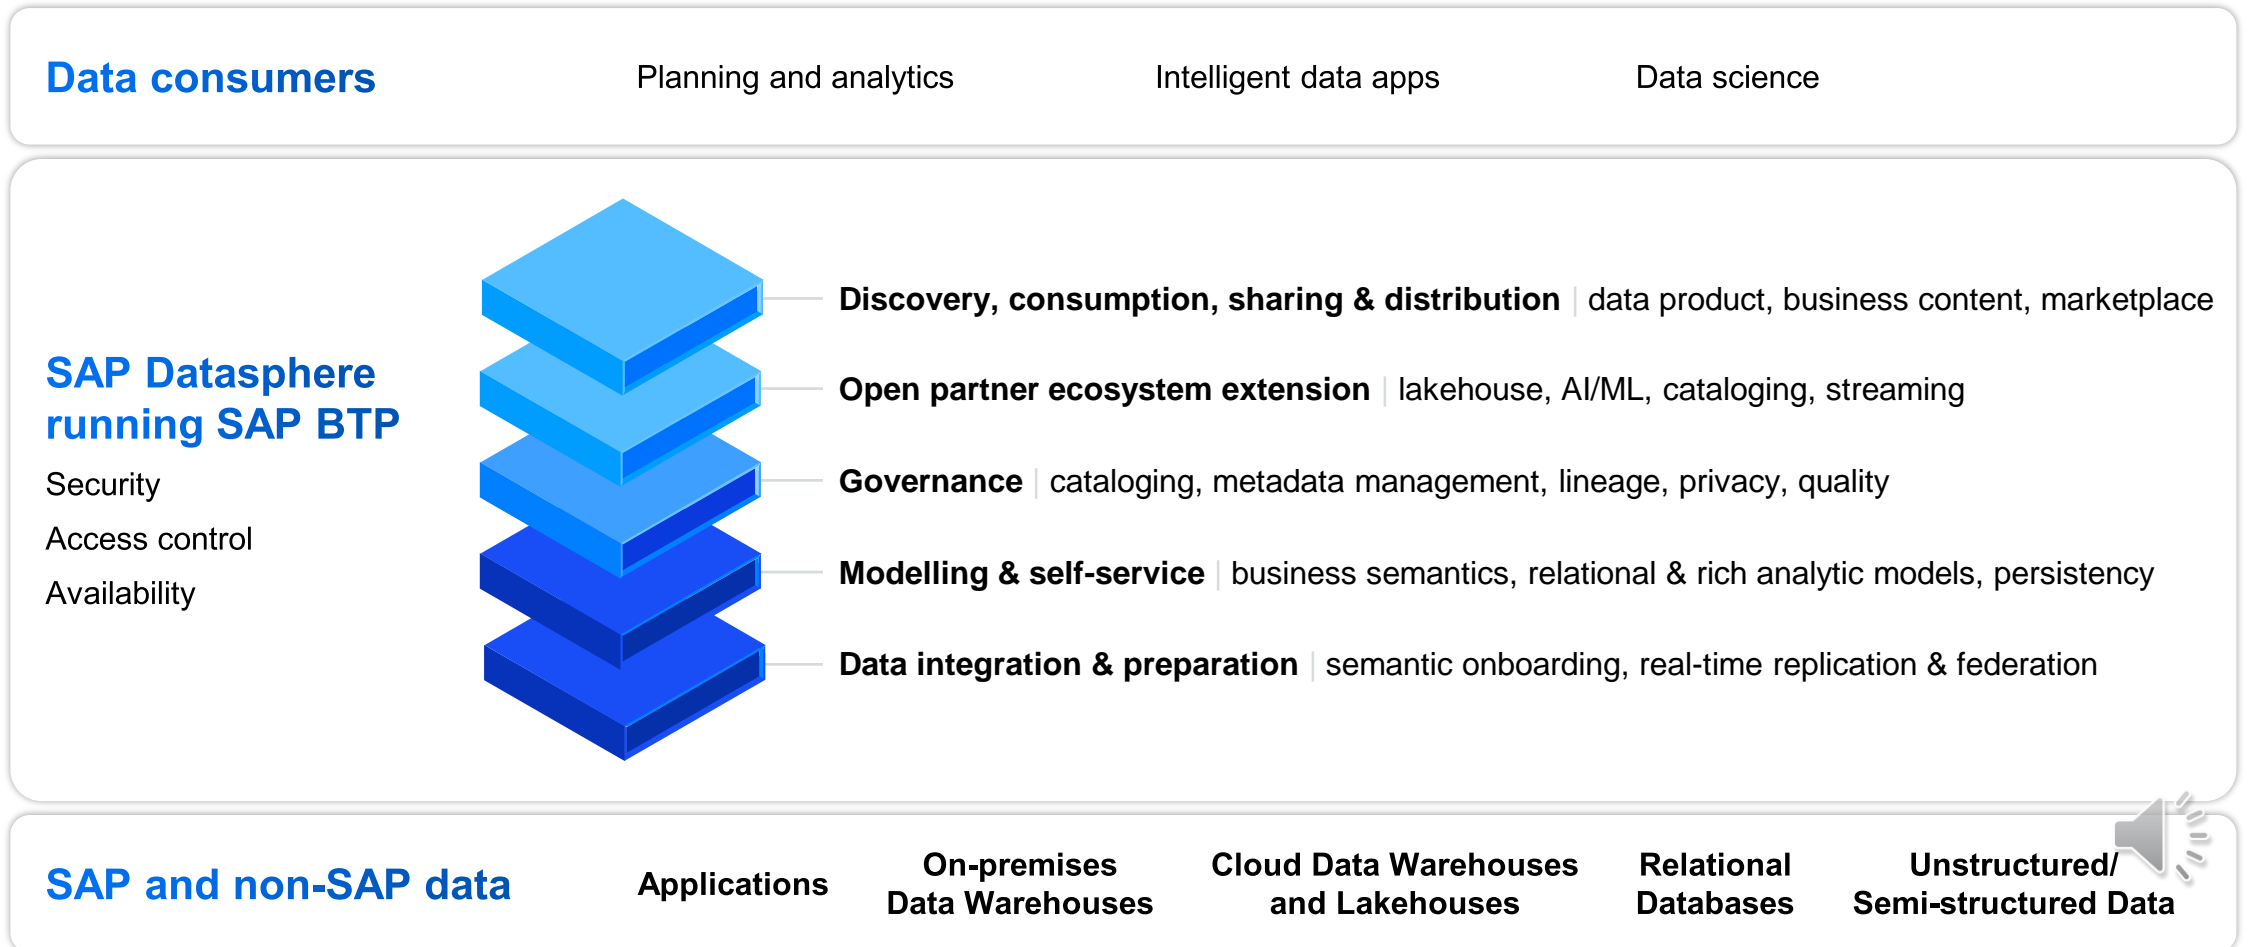 Data consumers
Planning and analytics
Intelligent data apps
Data science
SAP Datasphere
running SAP BTP
Security
Access control
Availability
Discovery, consumption, sharing & distribution | data product, business content, marketplace
Open partner ecosystem extension | lakehouse, AI/ML, cataloging, streaming
Governance | cataloging, metadata management, lineage, privacy, quality
Modelling & self-service | business semantics, relational & rich analytic models, persistency
Data integration & preparation | semantic onboarding, real-time replication & federation
SAP and non-SAP data
Applications
On-premises
Data Warehouses
Cloud Data Warehouses
and Lakehouses
Relational
Databases
Unstructured/
Semi-structured Data